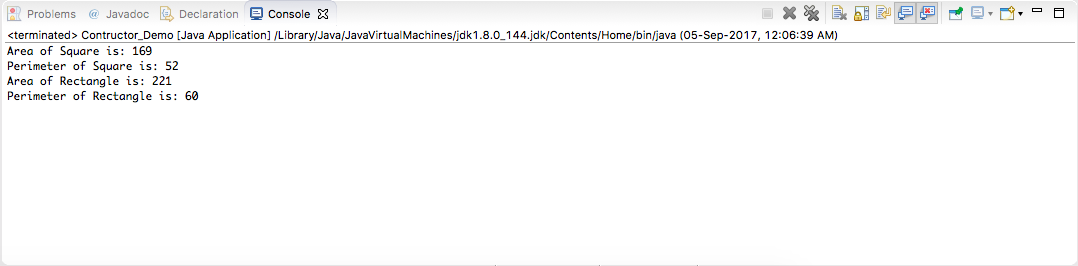 Problems @ Javadoc Declaration Console
<terminated> Contructor_Demo [Java Application] /Library/Java/JavaVirtualMachines/jdk1.8.0_144.jdk/Contents/Home/bin/java (05-Sep-2017, 12:06:39 AM)
Area of Square is: 169
Perimeter of Square is: 52
Area of Rectangle is: 221
Perimeter of Rectangle is: 60